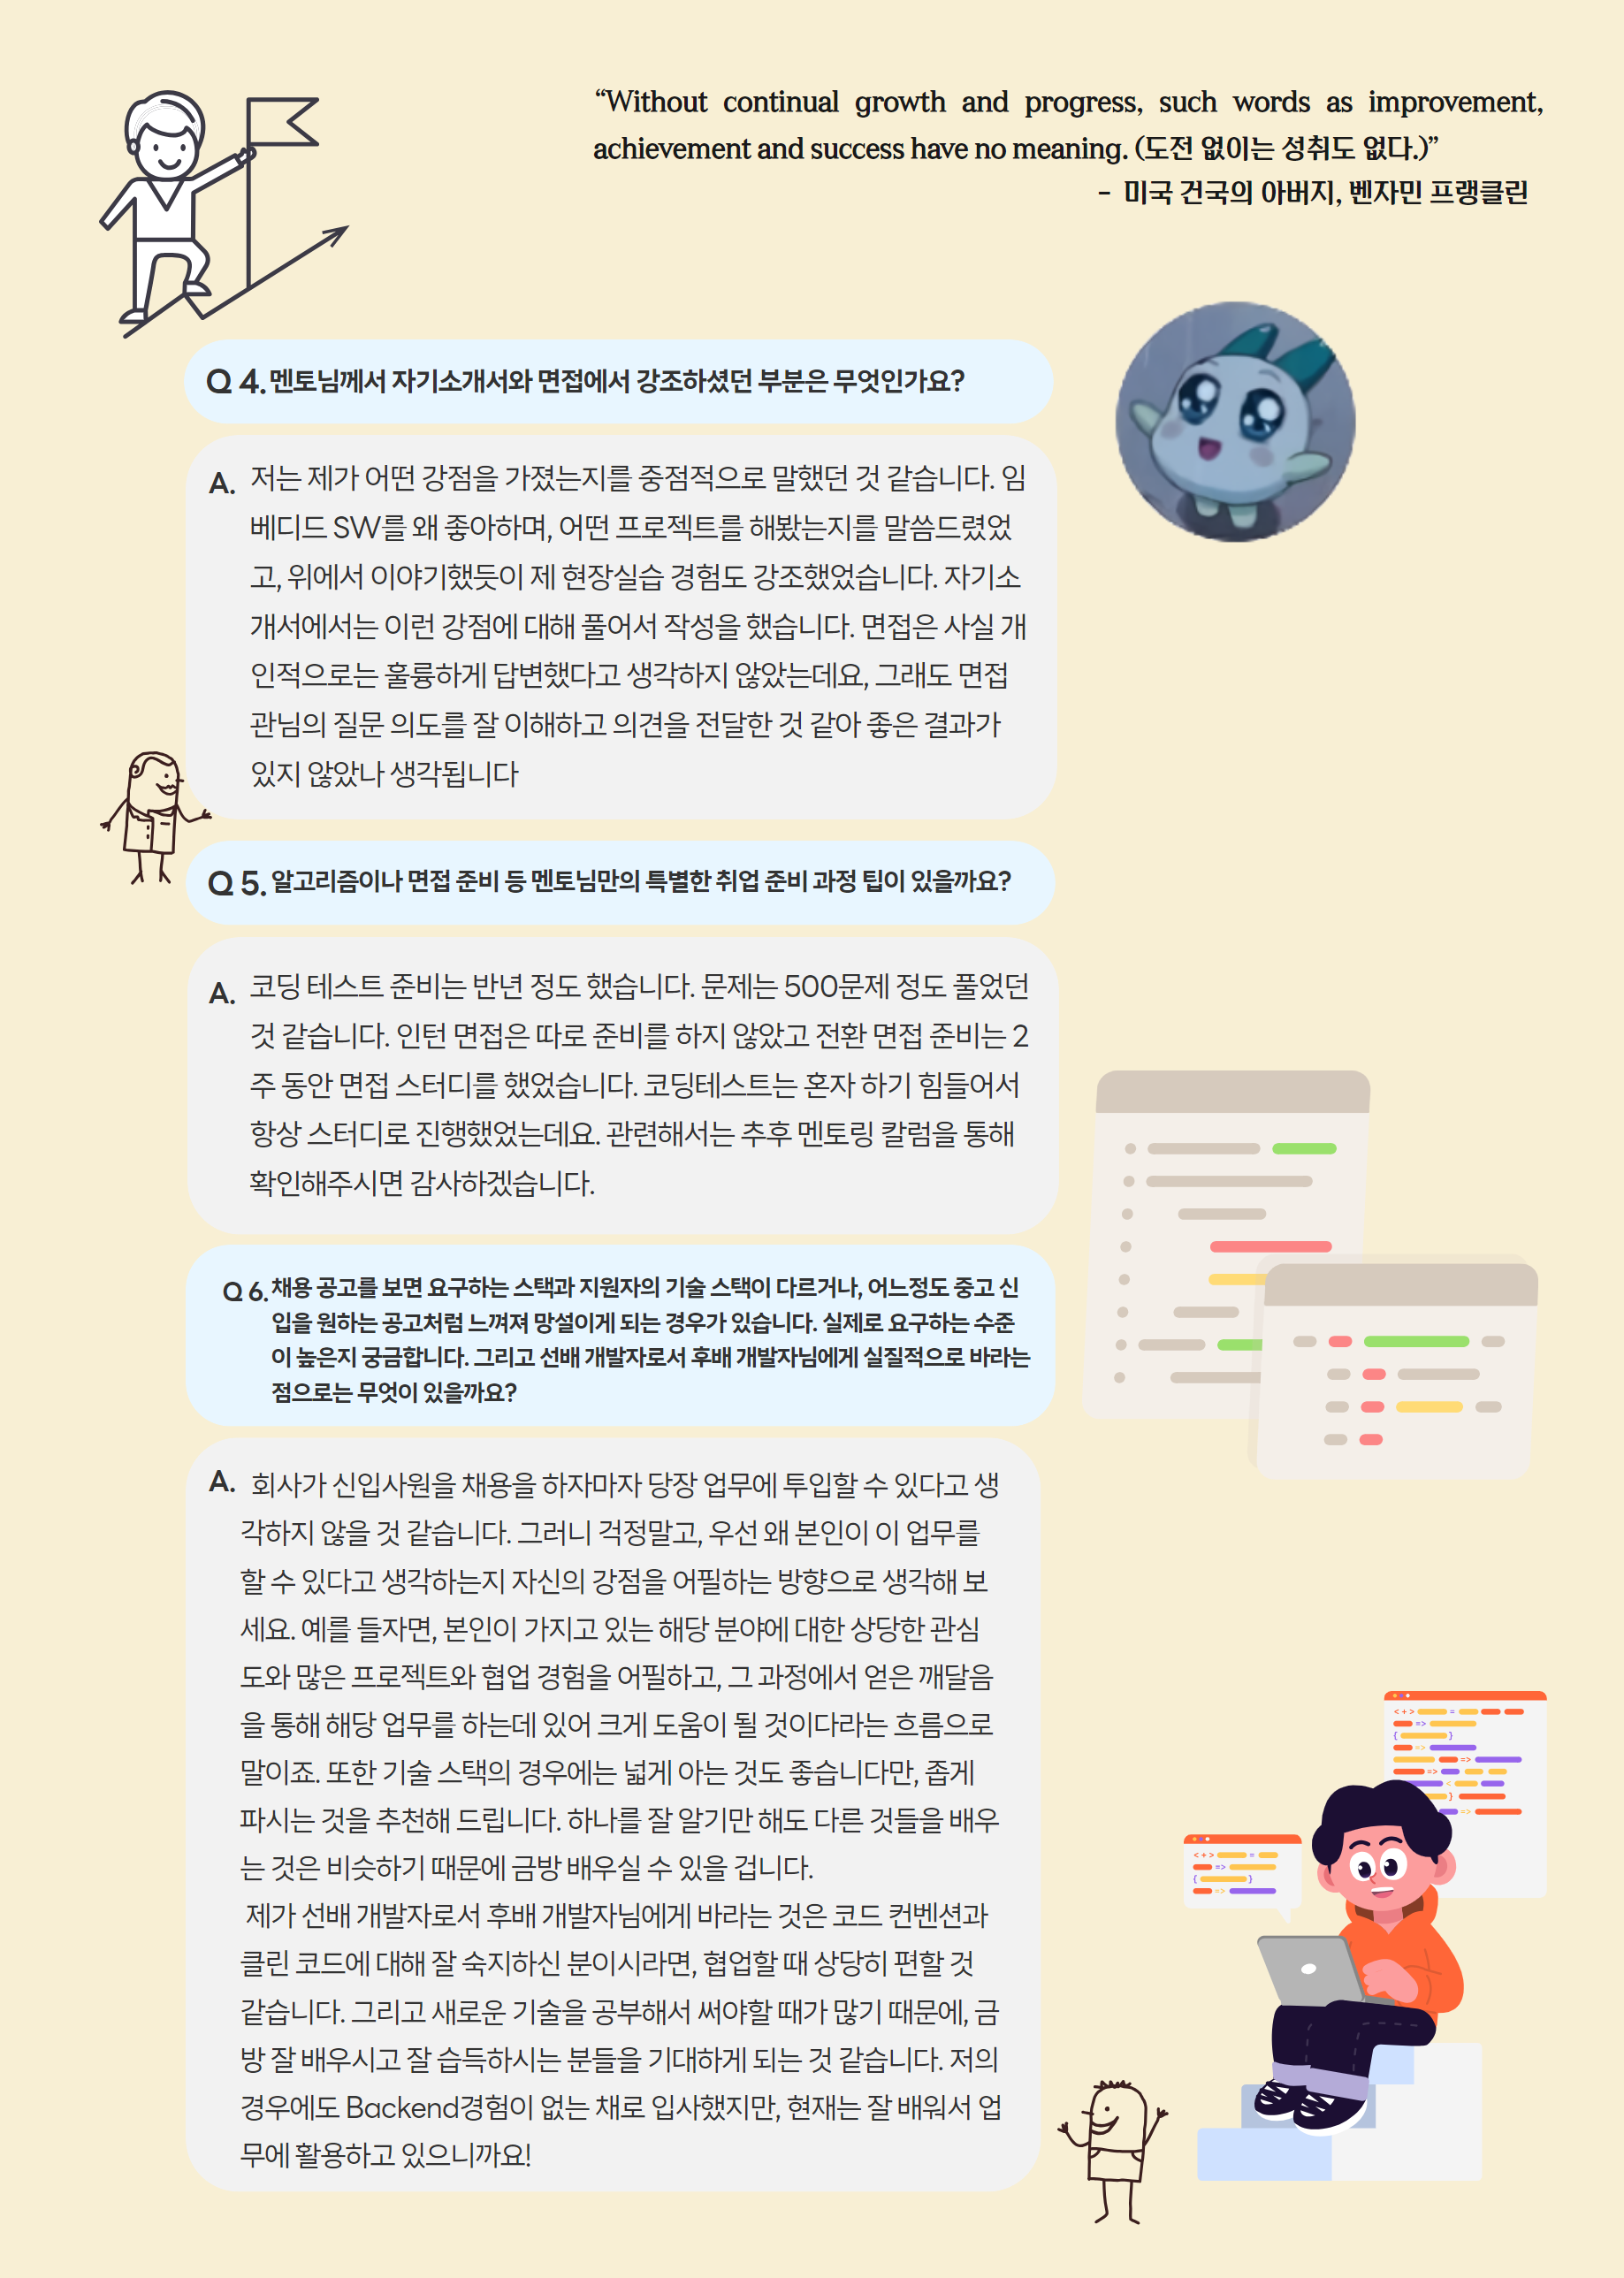 “Without continual growth and progress, such words as improvement,
achievement and success have no meaning. (도전 없이는 성취도 없다.)”
- 미국 건국의 아버지, 벤자민 프랭클린
Q 4. 멘토님께서 자기소개서와 면접에서 강조하셨던 부분은 무엇인가요?
A. 저는 제가 어떤 강점을 가졌는지를 중점적으로 말했던 것 같습니다. 임
베디드 SW를 왜 좋아하며, 어떤 프로젝트를 해봤는지를 말씀드렸었
고, 위에서 이야기했듯이 제 현장실습 경험도 강조했었습니다. 자기소
개서에서는 이런 강점에 대해 풀어서 작성을 했습니다. 면접은 사실 개
인적으로는 훌륭하게 답변했다고 생각하지 않았는데요, 그래도 면접
관님의 질문 의도를 잘 이해하고 의견을 전달한 것 같아 좋은 결과가
있지 않았나 생각됩니다
Q 5. 알고리즘이나 면접 준비 등 멘토님만의 특별한 취업 준비 과정 팁이 있을까요?
A. 코딩 테스트 준비는 반년 정도 했습니다. 문제는 500문제 정도 풀었던
것 같습니다. 인턴 면접은 따로 준비를 하지 않았고 전환 면접 준비는 2
주 동안 면접 스터디를 했었습니다. 코딩테스트는 혼자 하기 힘들어서
항상 스터디로 진행했었는데요. 관련해서는 추후 멘토링 칼럼을 통해
확인해주시면 감사하겠습니다.
Q 6. 채용 공고를 보면 요구하는 스택과 지원자의 기술 스택이 다르거나, 어느정도 중고 신
입을 원하는 공고처럼 느껴져 망설이게 되는 경우가 있습니다. 실제로 요구하는 수준
이 높은지 궁금합니다. 그리고 선배 개발자로서 후배 개발자님에게 실질적으로 바라는
점으로는 무엇이 있을까요?
A. 회사가 신입사원을 채용을 하자마자 당장 업무에 투입할 수 있다고 생
각하지 않을 것 같습니다. 그러니 걱정말고, 우선 왜 본인이 이 업무를
할 수 있다고 생각하는지 자신의 강점을 어필하는 방향으로 생각해 보
세요. 예를 들자면, 본인이 가지고 있는 해당 분야에 대한 상당한 관심
도와 많은 프로젝트와 협업 경험을 어필하고, 그 과정에서 얻은 깨달음
을 통해 해당 업무를 하는데 있어 크게 도움이 될 것이다라는 흐름으로
말이죠. 또한 기술 스택의 경우에는 넓게 아는 것도 좋습니다만, 좁게
파시는 것을 추천해 드립니다. 하나를 잘 알기만 해도 다른 것들을 배우
는 것은 비슷하기 때문에 금방 배우실 수 있을 겁니다.
제가 선배 개발자로서 후배 개발자님에게 바라는 것은 코드 컨벤션과
클린 코드에 대해 잘 숙지하신 분이시라면, 협업할 때 상당히 편할 것
같습니다. 그리고 새로운 기술을 공부해서 써야할 때가 많기 때문에, 금
방 잘 배우시고 잘 습득하시는 분들을 기대하게 되는 것 같습니다. 저의
경우에도 Backend경험이 없는 채로 입사했지만, 현재는 잘 배워서 업
무에 활용하고 있으니까요!